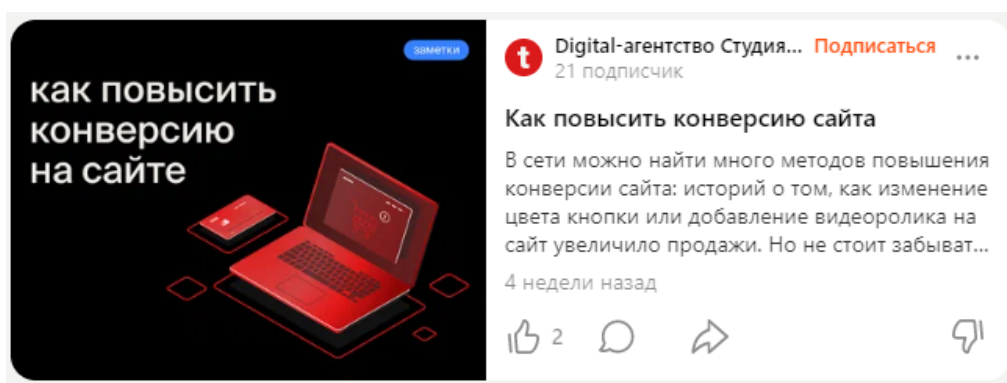 заметки
как повысить
конверсию
на сайте
t
Digital-агентство Студия... Подписаться
21 подписчик
Как повысить конверсию сайта
В сети можно найти много методов повышения
конверсии сайта: историй о том, как изменение
цвета кнопки или добавление видеоролика на
сайт увеличило продажи. Но не стоит забыват...
4 недели назад
2